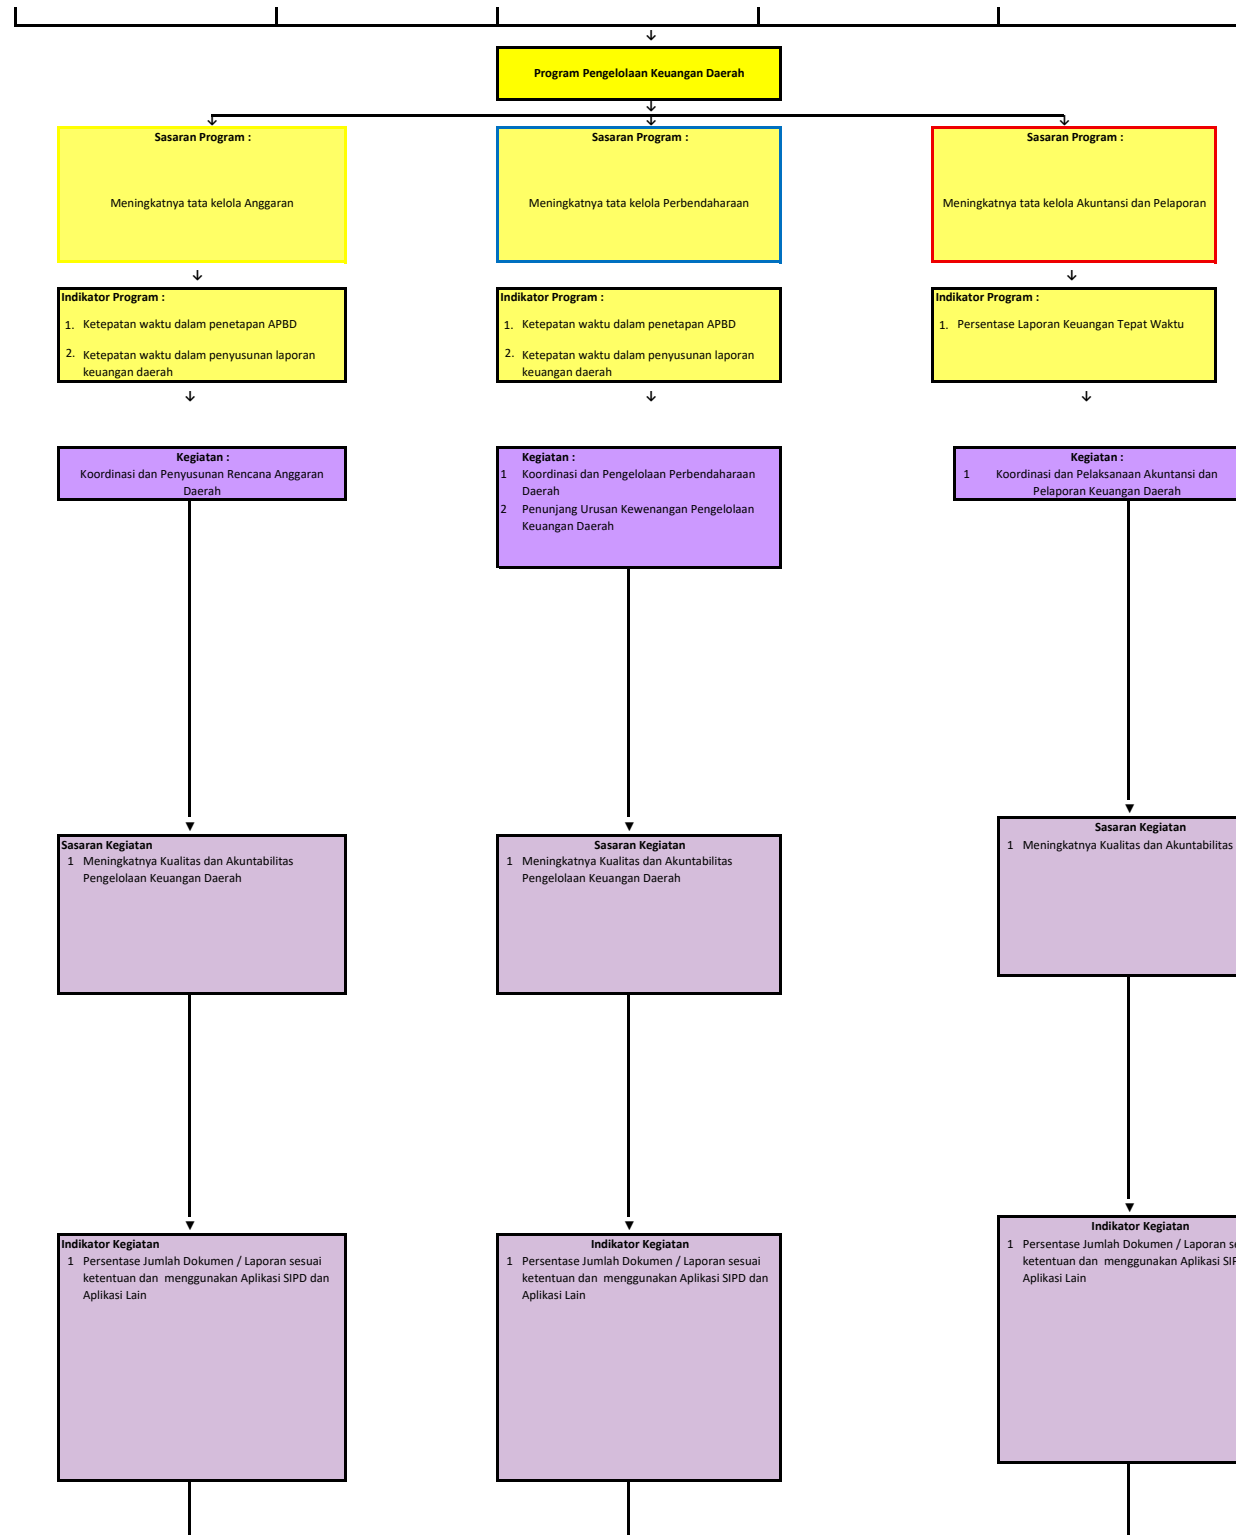 Program Pengelolaan Keuangan Daerah
Sasaran Program :
Meningkatnya tata kelola Anggaran
Sasaran Program :
Meningkatnya tata kelola Perbendaharaan
Sasaran Program :
Meningkatnya tata kelola Akuntansi dan Pelaporan
Indikator Program :
1. Ketepatan waktu dalam penetapan APBD
2. Ketepatan waktu dalam penyusunan laporan
keuangan daerah
Indikator Program :
1. Ketepatan waktu dalam penetapan APBD
2. Ketepatan waktu dalam penyusunan laporan
keuangan daerah
Indikator Program :
1. Persentase Laporan Keuangan Tepat Waktu
Kegiatan :
Koordinasi dan Penyusunan Rencana Anggaran
Daerah
Kegiatan :
1 Koordinasi dan Pengelolaan Perbendaharaan
Daerah
2 Penunjang Urusan Kewenangan Pengelolaan
Keuangan Daerah
Kegiatan :
1 Koordinasi dan Pelaksanaan Akuntansi dan
Pelaporan Keuangan Daerah
Sasaran Kegiatan
1 Meningkatnya Kualitas dan Akuntabilitas
Pengelolaan Keuangan Daerah
Sasaran Kegiatan
1 Meningkatnya Kualitas dan Akuntabilitas
Pengelolaan Keuangan Daerah
Sasaran Kegiatan
1 Meningkatnya Kualitas dan Akuntabilitas
Indikator Kegiatan
1 Persentase Jumlah Dokumen / Laporan sesuai
ketentuan dan menggunakan Aplikasi SIPD dan
Aplikasi Lain
Indikator Kegiatan
1 Persentase Jumlah Dokumen / Laporan sesuai
ketentuan dan menggunakan Aplikasi SIPD dan
Aplikasi Lain
Indikator Kegiatan
1 Persentase Jumlah Dokumen / Laporan
ketentuan dan menggunakan Aplikasi
Aplikasi Lain